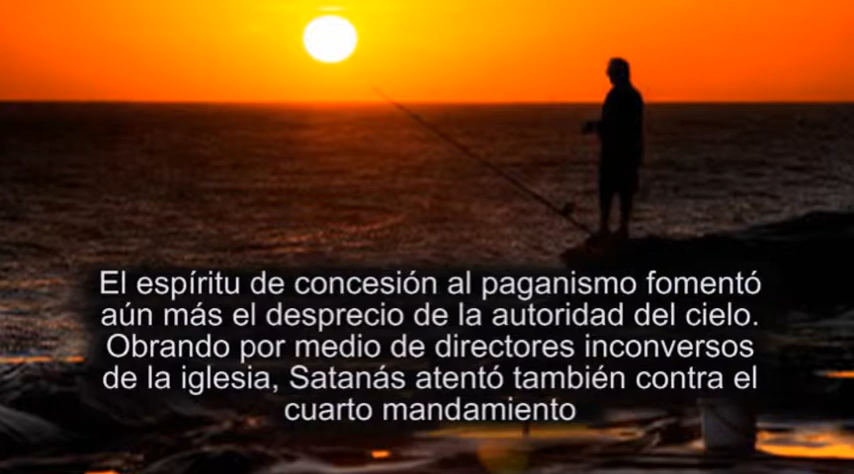 El espíritu de concesión al paganismo fomentó
aún más el desprecio de la autoridad del cielo.
Obrando por medio de directores inconversos
de la iglesia, Satanás atentó también contra el
cuarto mandamiento